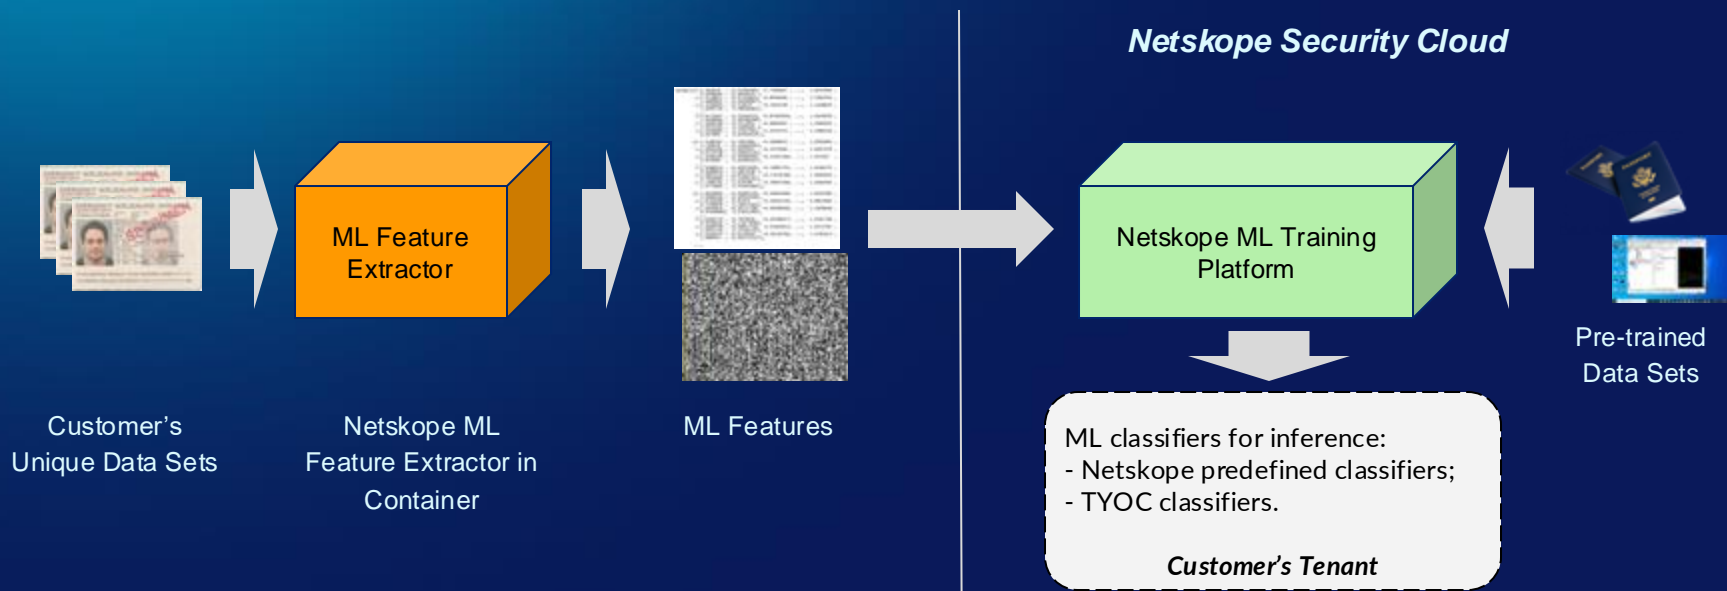 Netskope Security Cloud
ML Feature
Extractor
Netskope ML Training
Platform
Customer’s
Unique Data Sets
Netskope ML
Feature Extractor in
Container
ML Features
Pre-trained
Data Sets
ML classifiers for inference:
- Netskope predefined classifiers;
- TYOC classifiers.
Customer’s Tenant
PASSPORT